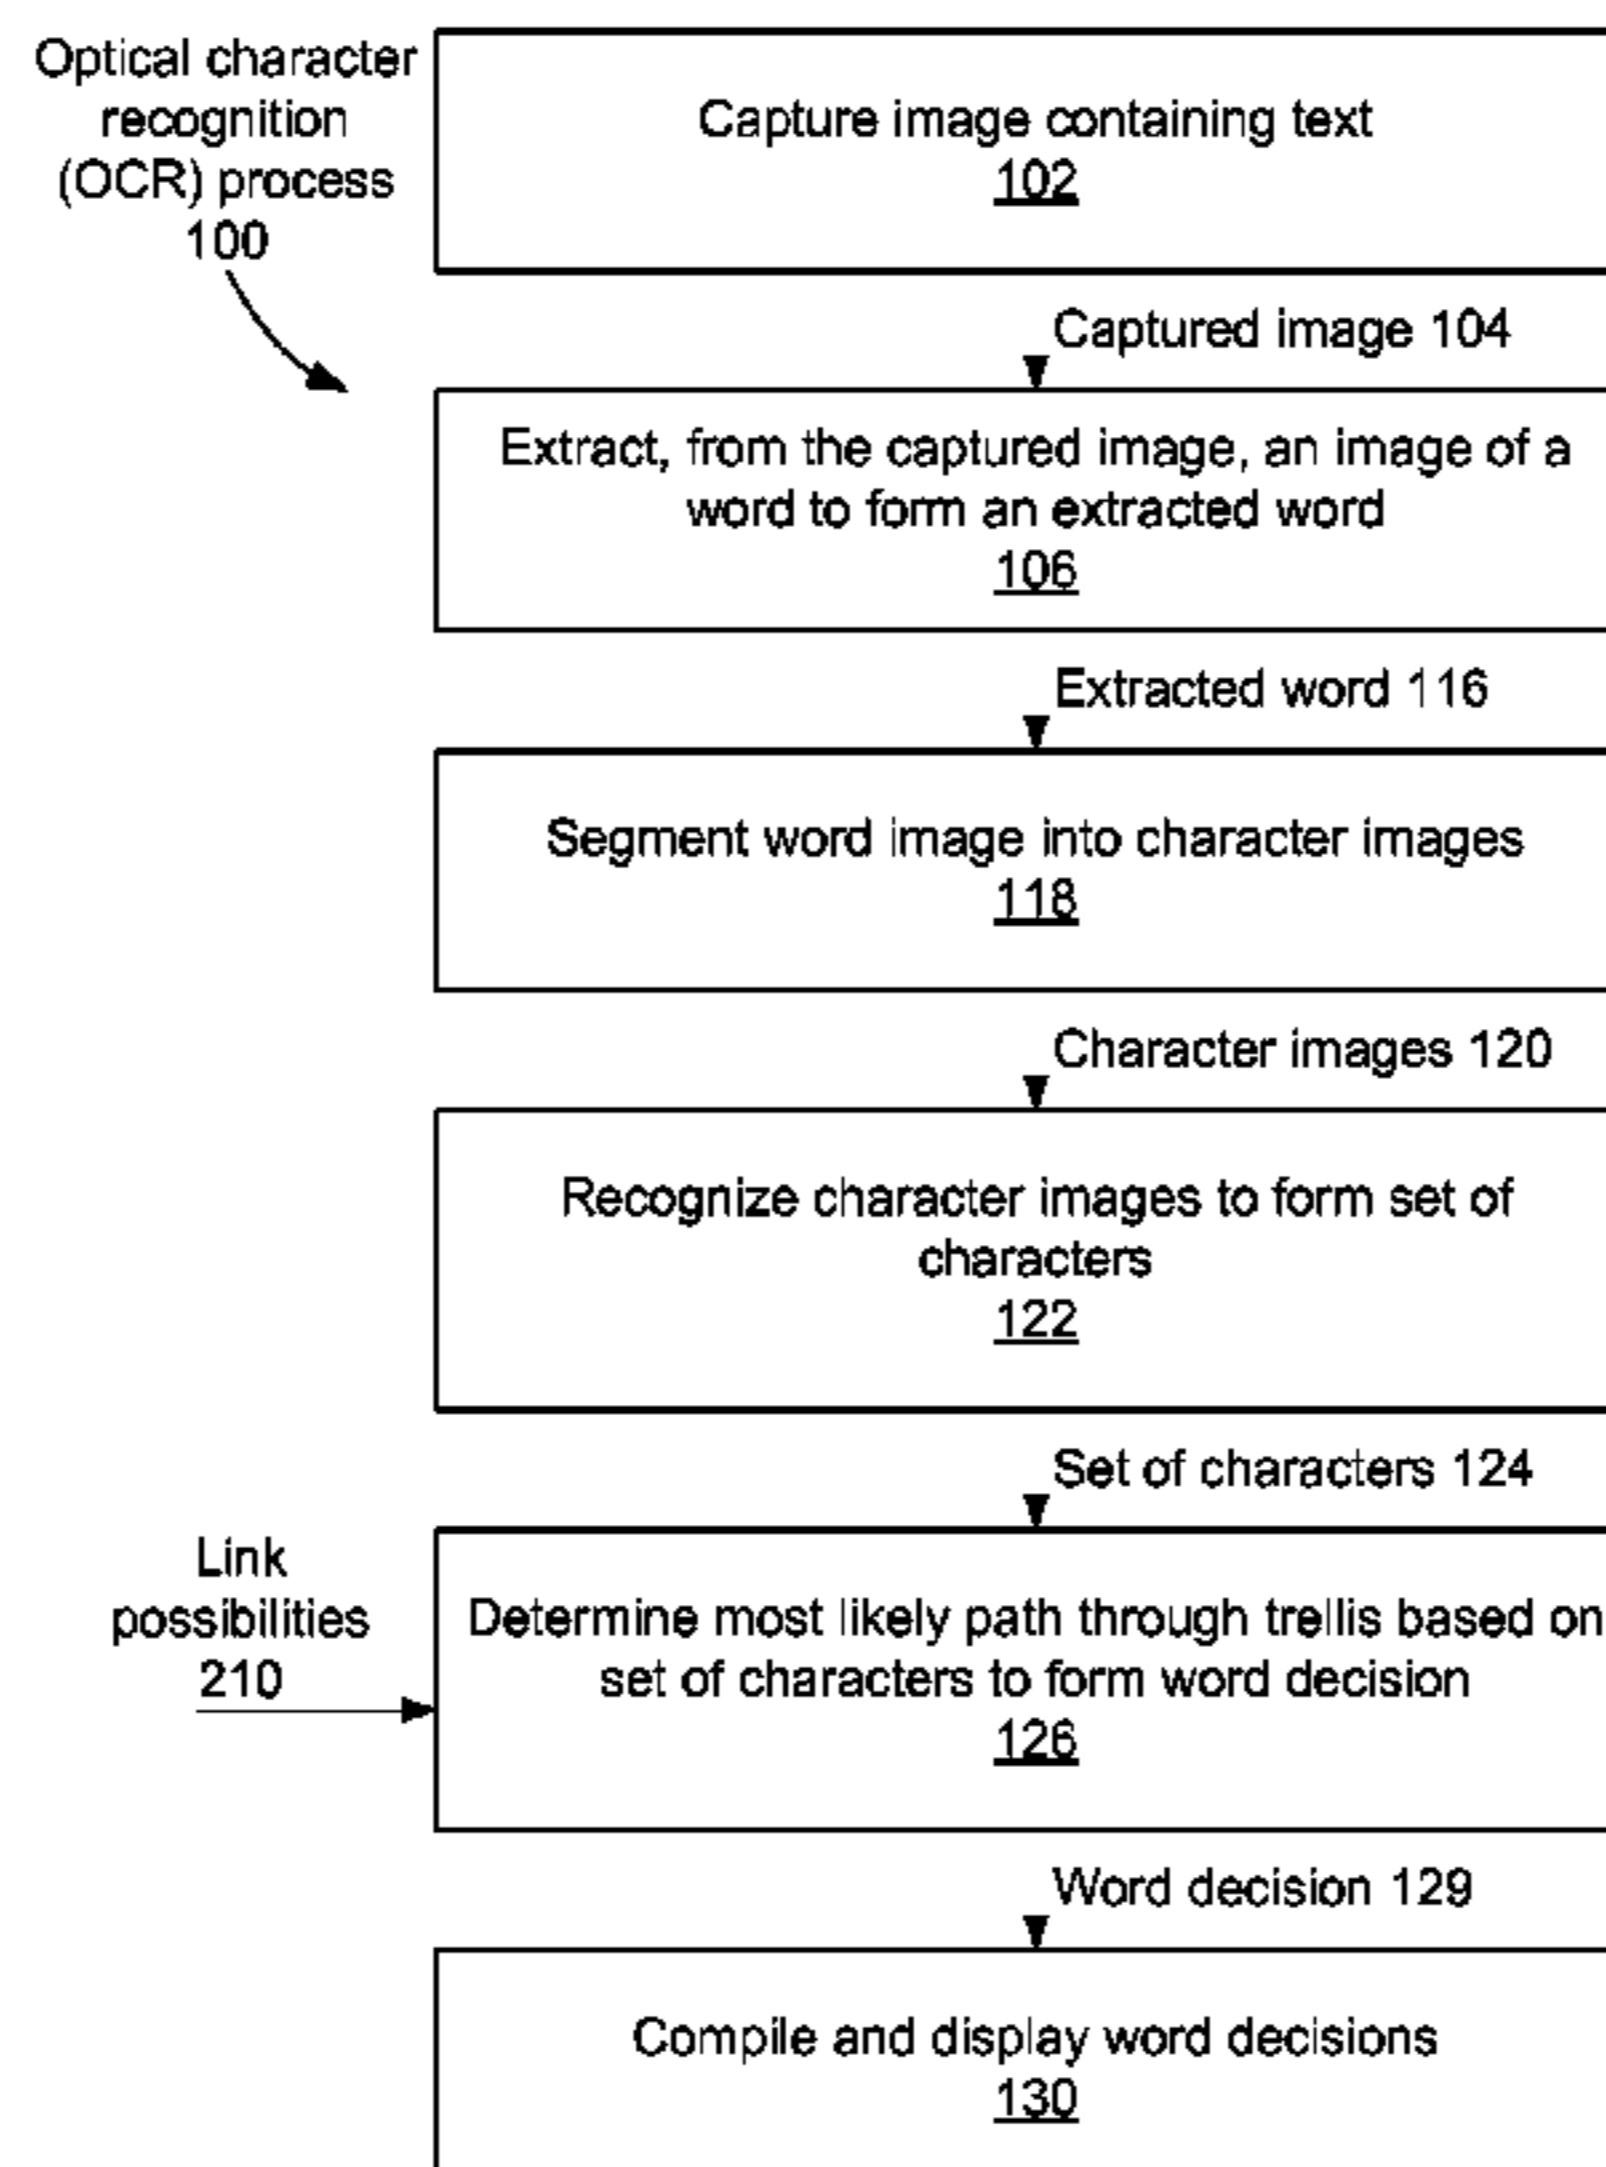 Optical character
recognition
(OCR) process
100
Capture image containing text
102
Captured image 104
Extract, from the captured image, an image of a
word to form an extracted word
106
Extracted word 116
Segment word image into character images
118
Character images 120
Recognize character images to form set of
characters
122
Set of characters 124
Link
possibilities
210
Determine most likely path through trellis based on
set of characters to form word decision
126
Word decision 129
Compile and display word decisions
130